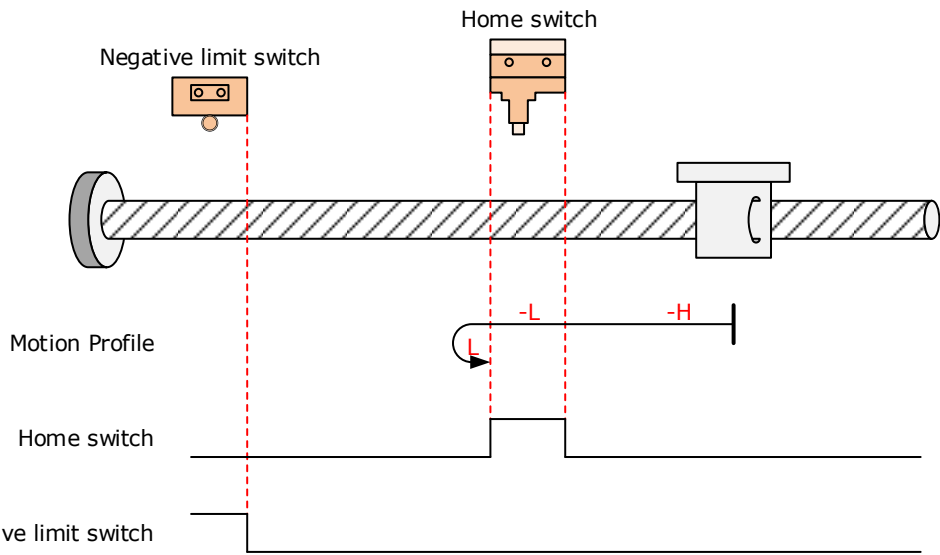 Home switch
Negative limit switch
-L
-H
Motion Profile
L
Home switch
ve limit switch